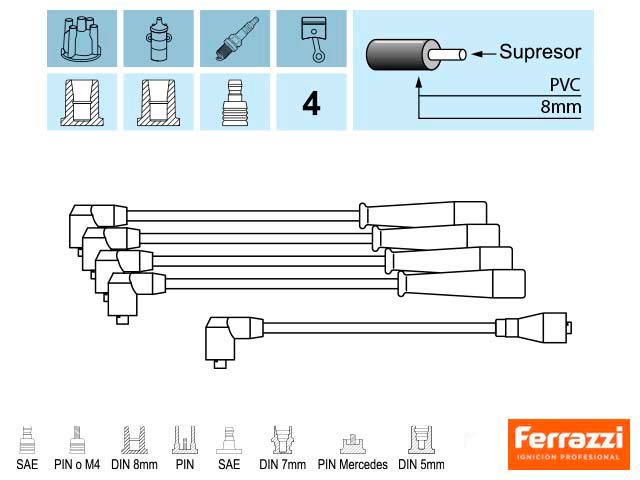 Supresor
PVC
8mm
4
SAE PIN o M4 DIN 8mm PIN SAE DIN 7mm PIN Mercedes DIN 5mm
Ferrazzi
IGNICION PROFESIONAL